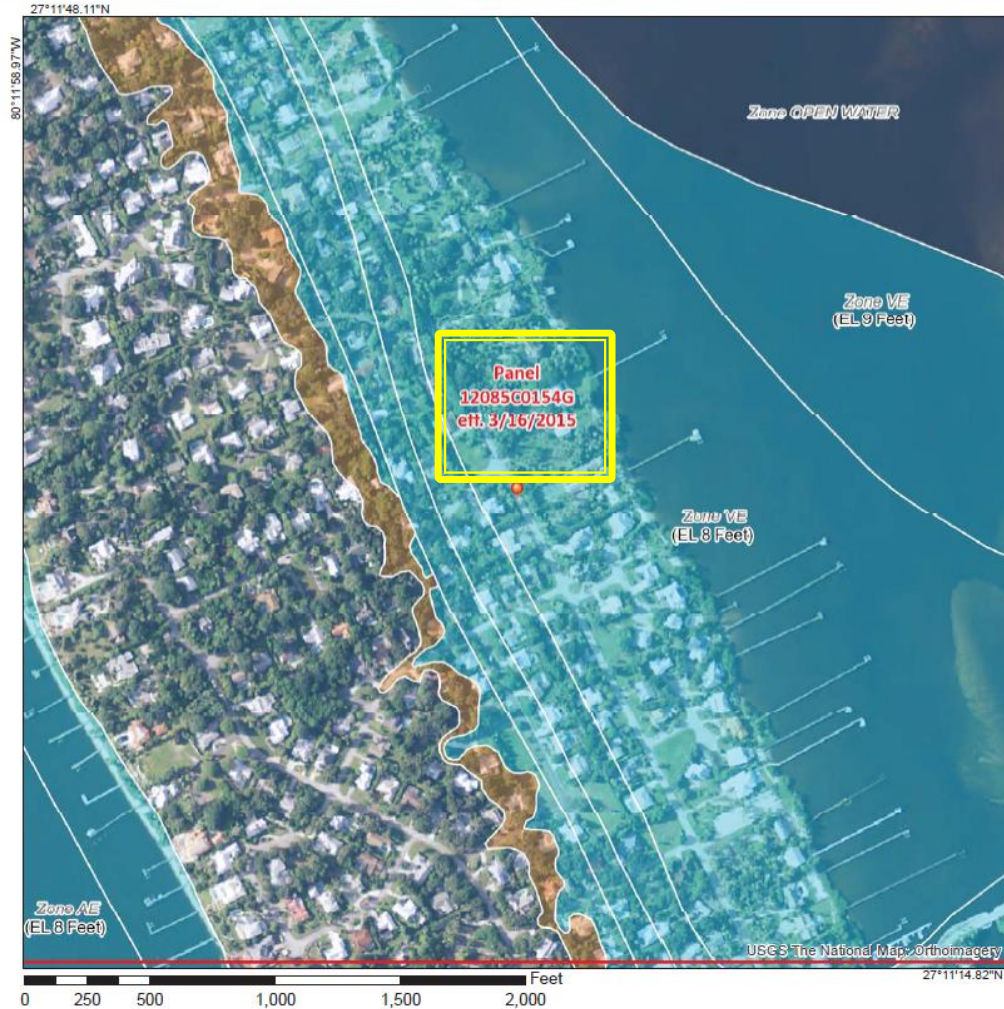 27°11'48.11"N
80°11'58.97"W
Zone OPEN WATER
Zone VE
(EL 9 Feet)
Panel
12085C0154G
eff. 3/16/2015
Zone VE
(EL 8 Feet)
Zone AE
(EL 8 Feet)
USGS The National Map: Orthoimagery
Feet
27°11'14.82"N
0 250 500 1,000 1,500 2,000